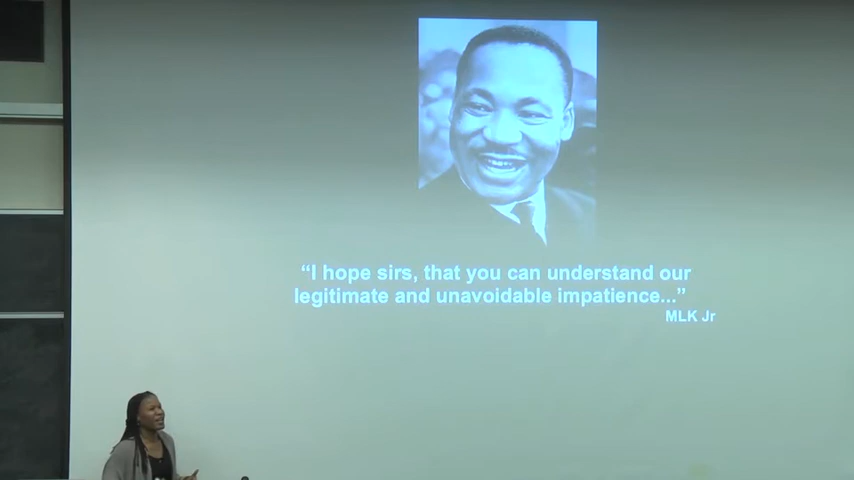 “I hope sirs, that you can understand our
legitimate and unavoidable impatience...”
MLK Jr